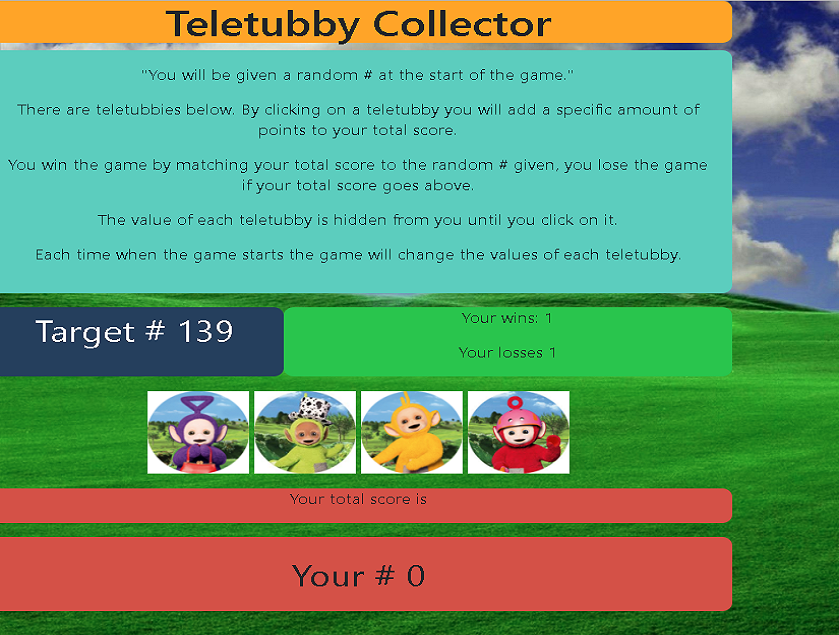 Teletubby Collector
"You will be given a random # at the start of the game."
There are teletubbies below. By clicking on a teletubby you will add a specific amount of
points to your total score.
You win the game by matching your total score to the random # given, you lose the game
if your total score goes above.
The value of each teletubby is hidden from you until you click on it.
Each time when the game starts the game will change the values of each teletubby.
Target # 139
Your wins: 1
Your losses 1
Your total score is
Your # 0